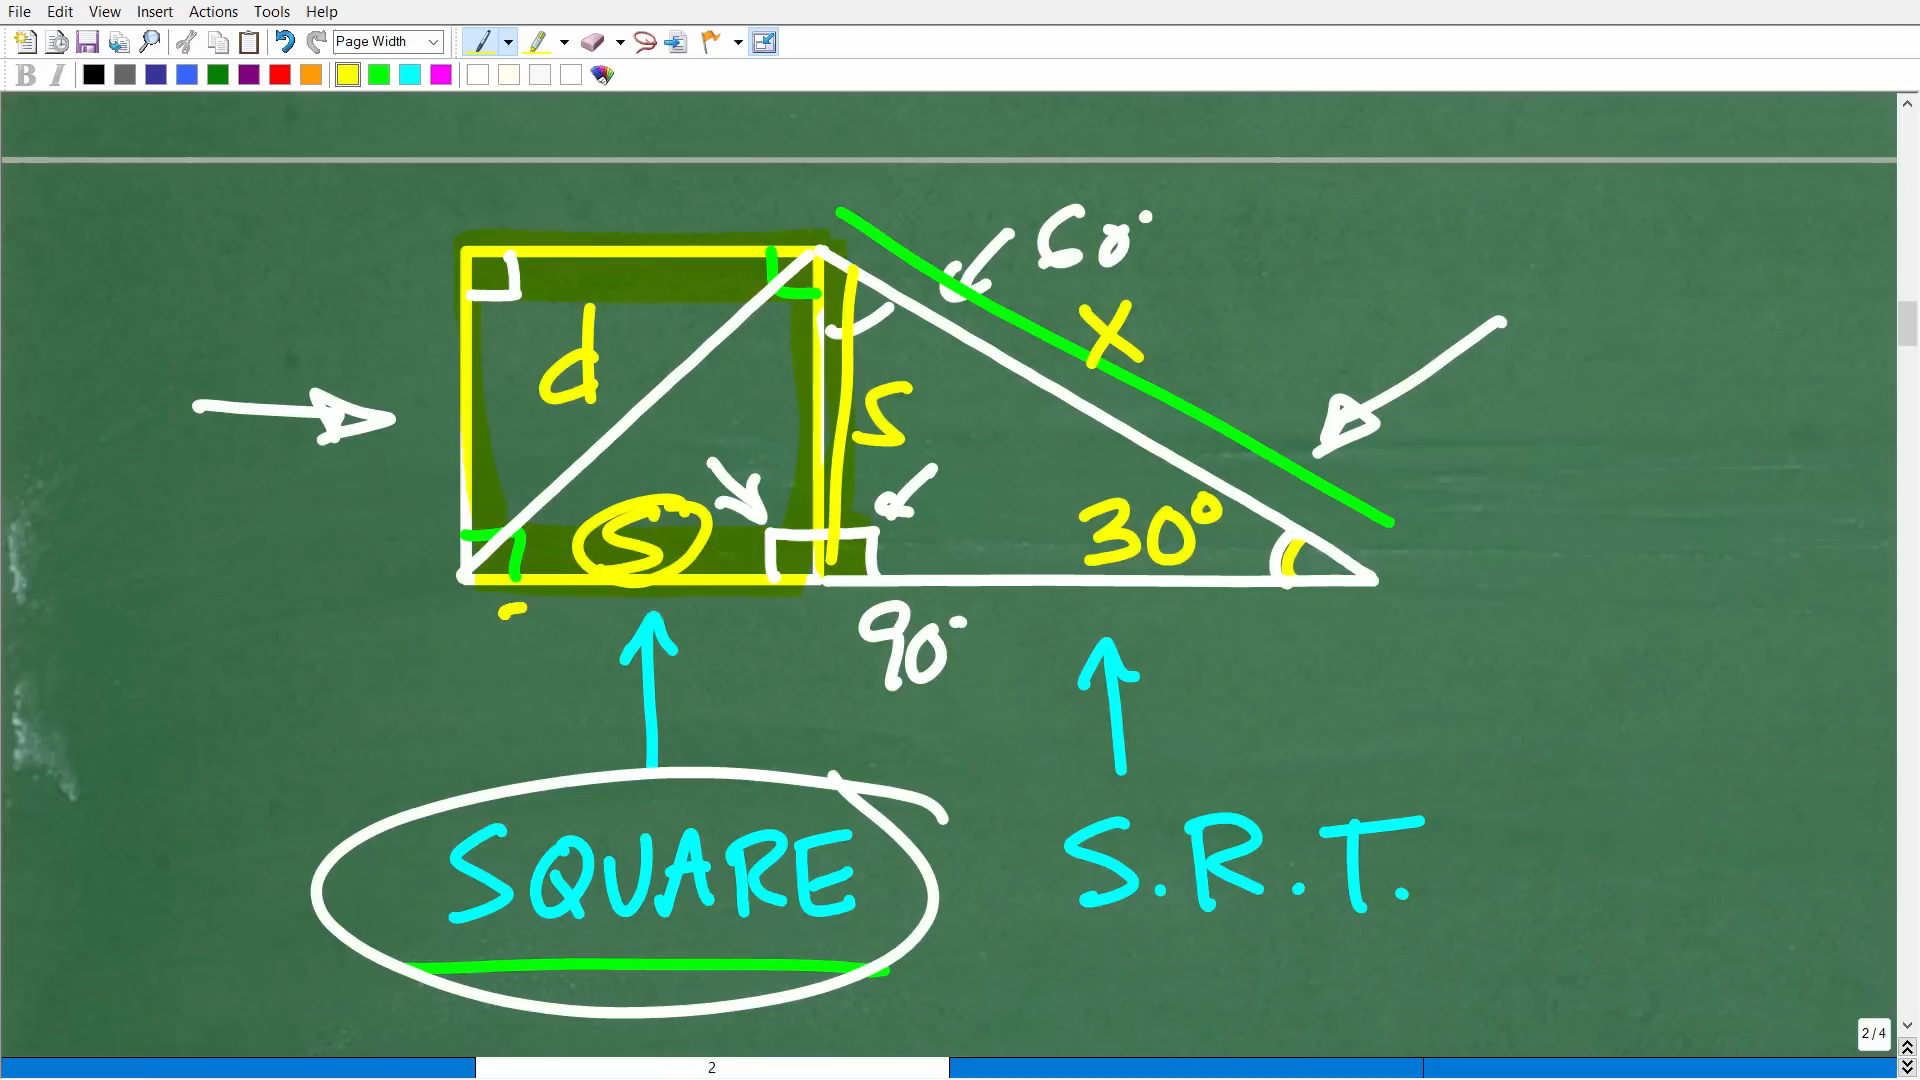 File Edit View Insert Actions Tools Help
Page Width
B I
60°
x
d
S
S
30°
90°
SQUARE
S.R.T.
2 / 4
2